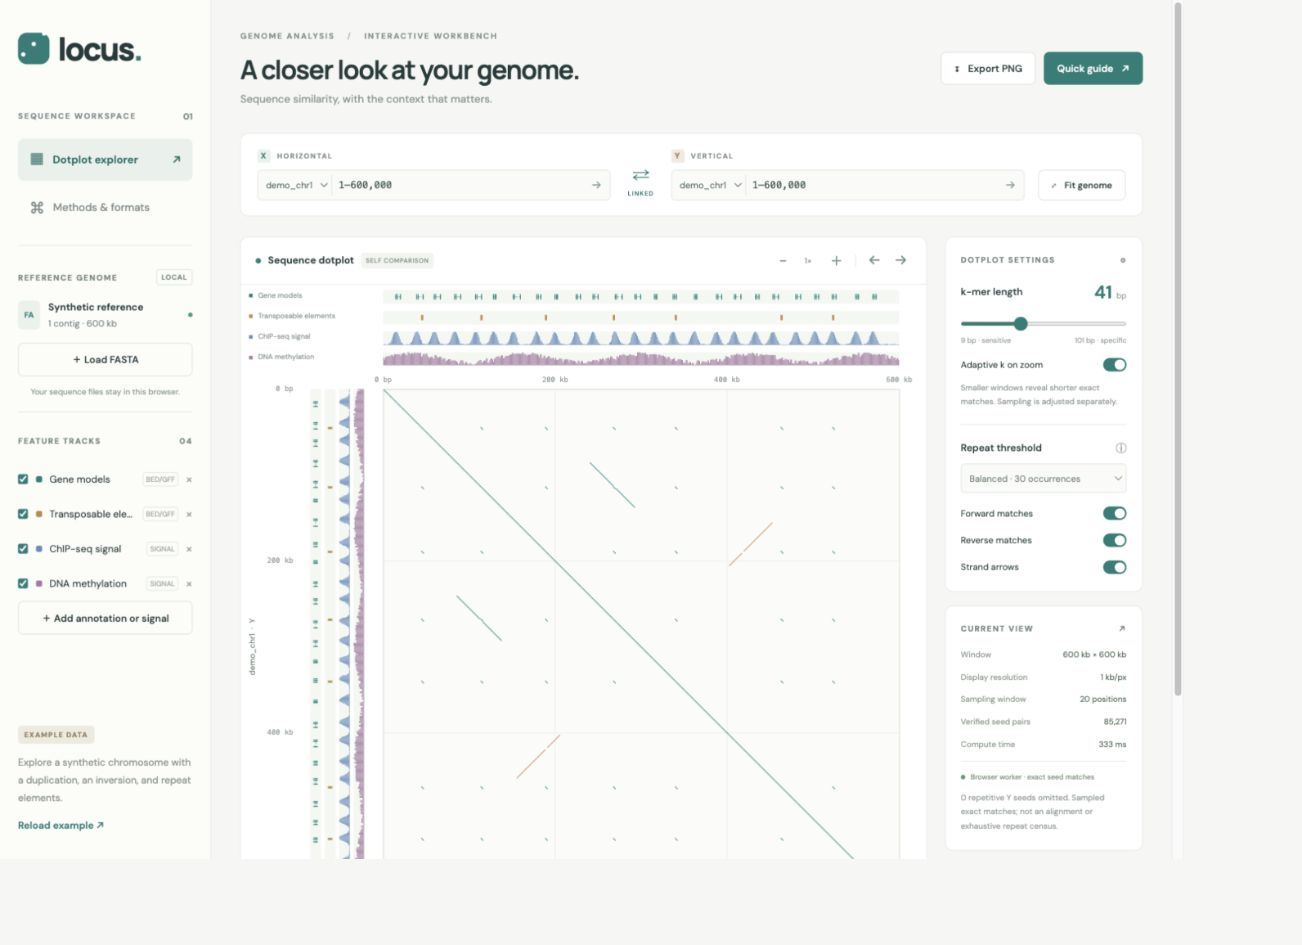 locus.
SEQUENCE WORKSPACE 01
Dotplot explorer
Methods & formats
REFERENCE GENOME LOCAL
FA Synthetic reference
1 contig · 600 kb
+ Load FASTA
Your sequence files stay in this browser.
FEATURE TRACKS 04
Gene models BED/GFF ×
Transposable ele... BED/GFF ×
ChIP-seq signal SIGNAL ×
DNA methylation SIGNAL ×
+ Add annotation or signal
EXAMPLE DATA
Explore a synthetic chromosome with
a duplication, an inversion, and repeat
elements.
Reload example ↗
GENOME ANALYSIS / INTERACTIVE WORKBENCH
A closer look at your genome.
Sequence similarity, with the context that matters.
Export PNG
Quick guide ↗
X HORIZONTAL
demo_chr1 1–600,000 →
LINKED
Y VERTICAL
demo_chr1 1–600,000 →
Fit genome
Sequence dotplot SELF COMPARISON
− 1× + ← →
Gene models
Transposable elements
ChIP-seq signal
DNA methylation
0 bp 200 kb 400 kb 600 kb
0 bp
200 kb
400 kb
demo_chr1 · Y
DOTPLOT SETTINGS
k-mer length 41 bp
9 bp · sensitive 101 bp · specific
Adaptive k on zoom
Smaller windows reveal shorter exact
matches. Sampling is adjusted separately.
Repeat threshold
Balanced · 30 occurrences
Forward matches
Reverse matches
Strand arrows
CURRENT VIEW ↗
Window 600 kb × 600 kb
Display resolution 1 kb/px
Sampling window 20 positions
Verified seed pairs 85,271
Compute time 333 ms
Browser worker · exact seed matches
0 repetitive Y seeds omitted. Sampled
exact matches; not an alignment or
exhaustive repeat census.